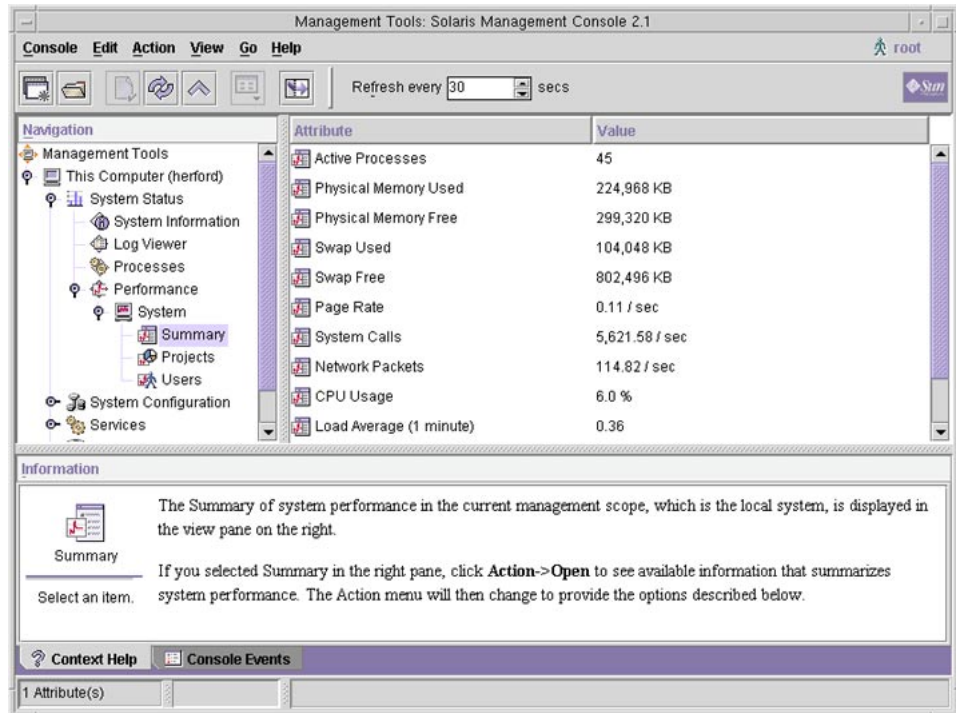 Management Tools: Solaris Management Console 2.1
Console Edit Action View Go Help
root
Refresh every 30 secs
Sun
Navigation
Management Tools
This Computer (herford)
System Status
System Information
Log Viewer
Processes
Performance
System
Summary
Projects
Users
System Configuration
Services
Attribute Value
Active Processes 45
Physical Memory Used 224,968 KB
Physical Memory Free 299,320 KB
Swap Used 104,048 KB
Swap Free 802,496 KB
Page Rate 0.11 / sec
System Calls 5,621.58 / sec
Network Packets 114.82 / sec
CPU Usage 6.0 %
Load Average (1 minute) 0.36
Information
Summary
Select an item.
The Summary of system performance in the current management scope, which is the local system, is displayed in
the view pane on the right.
If you selected Summary in the right pane, click Action->Open to see available information that summarizes
system performance. The Action menu will then change to provide the options described below.
Context Help Console Events
1 Attribute(s)